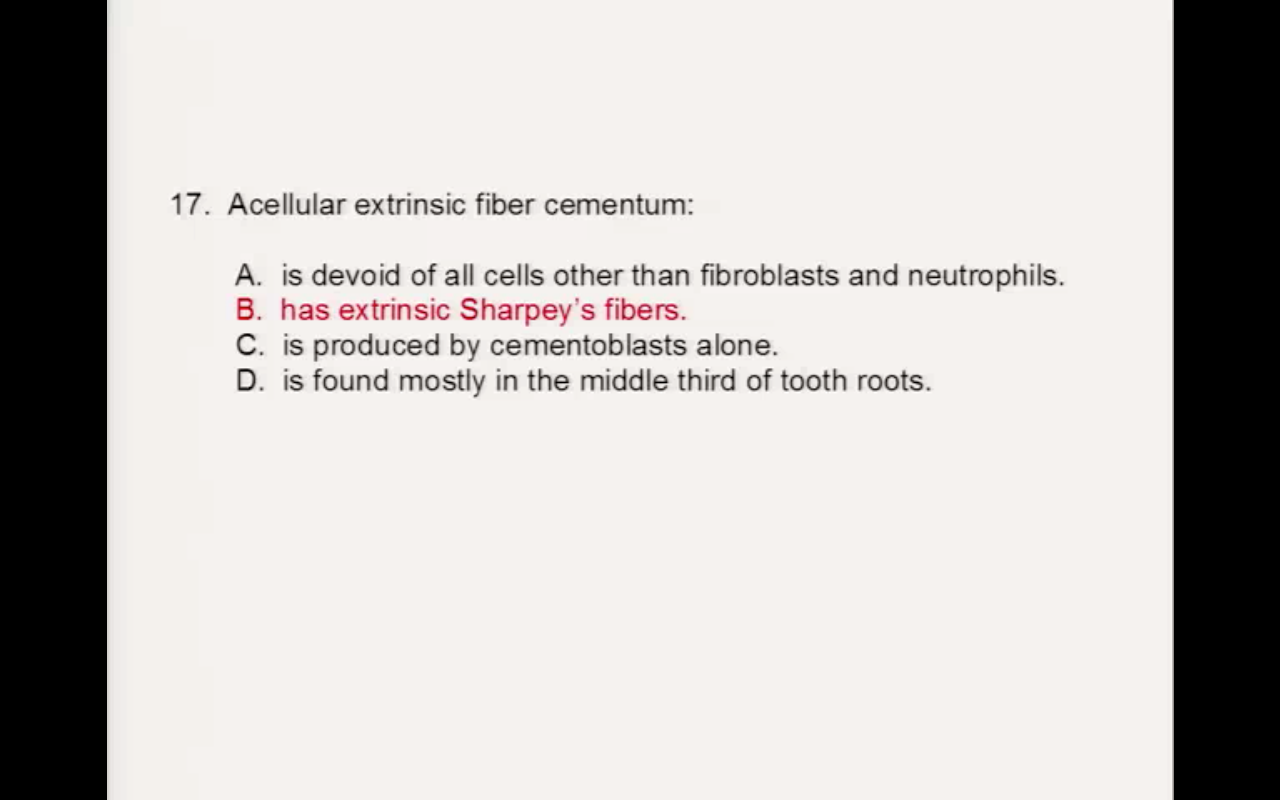 17. Acellular extrinsic fiber cementum:
A. is devoid of all cells other than fibroblasts and neutrophils.
B. has extrinsic Sharpey’s fibers.
C. is produced by cementoblasts alone.
D. is found mostly in the middle third of tooth roots.